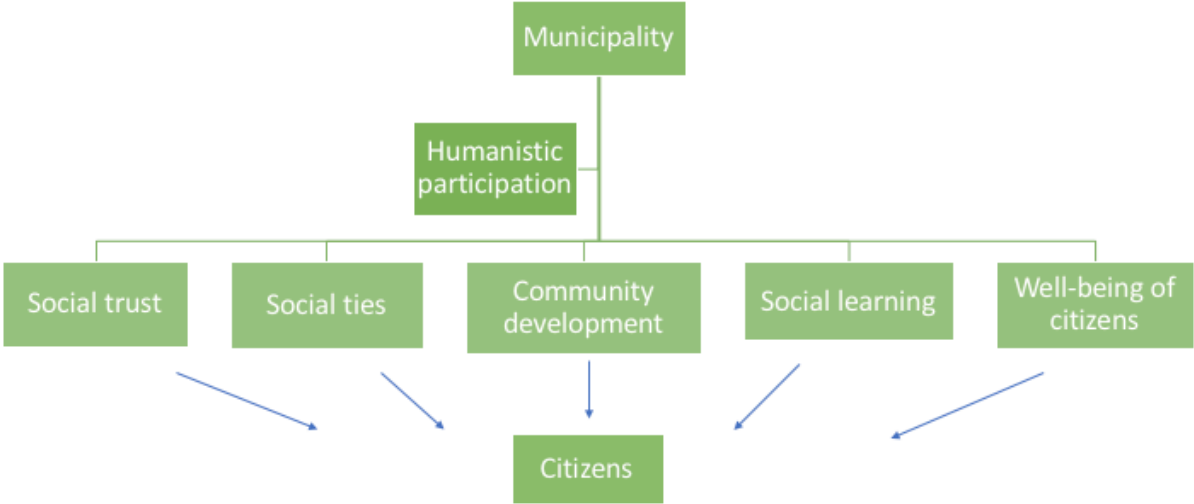 Municipality
Humanistic
participation
Social trust
Social ties
Community
development
Social learning
Well-being of
citizens
Citizens